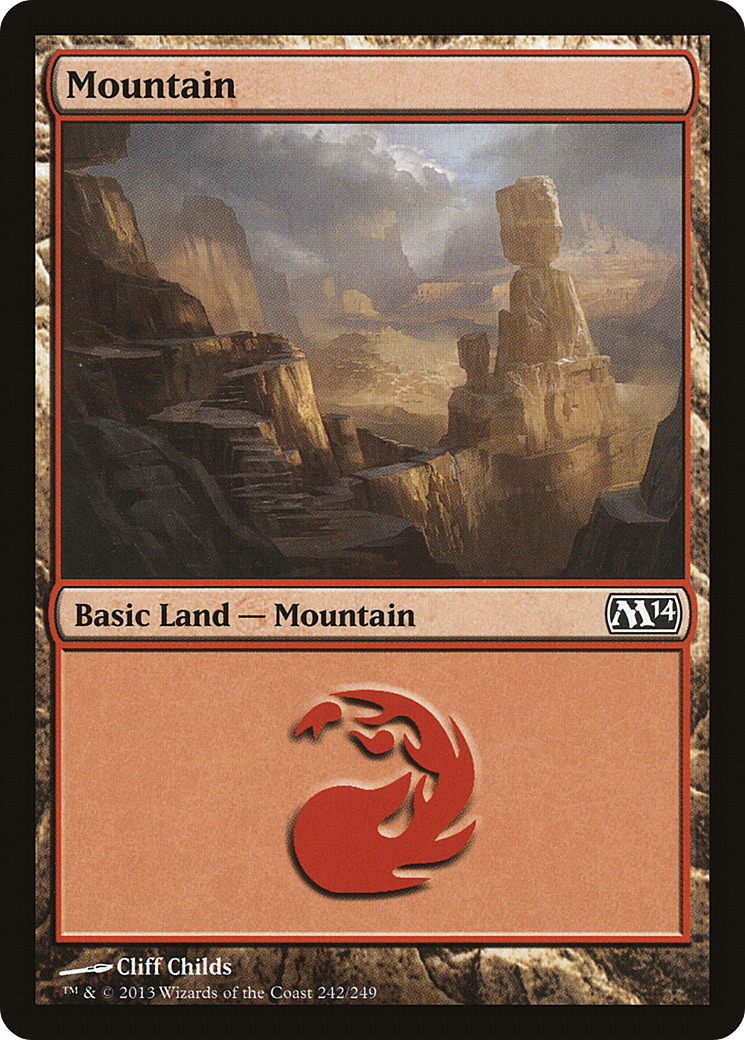 Mountain
Basic Land — Mountain
M14
Cliff Childs
™ & © 2013 Wizards of the Coast 242/249